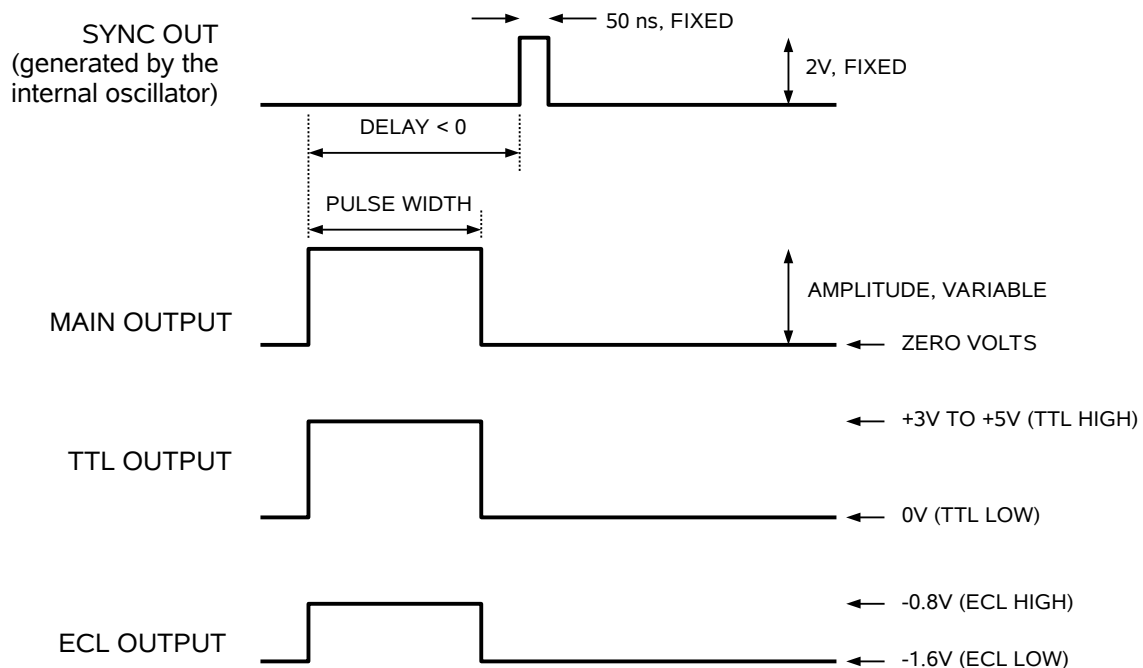 50 ns, FIXED
SYNC OUT
(generated by the
internal oscillator)
2V, FIXED
DELAY < 0
PULSE WIDTH
AMPLITUDE, VARIABLE
MAIN OUTPUT
ZERO VOLTS
+3V TO +5V (TTL HIGH)
TTL OUTPUT
0V (TTL LOW)
-0.8V (ECL HIGH)
ECL OUTPUT
-1.6V (ECL LOW)